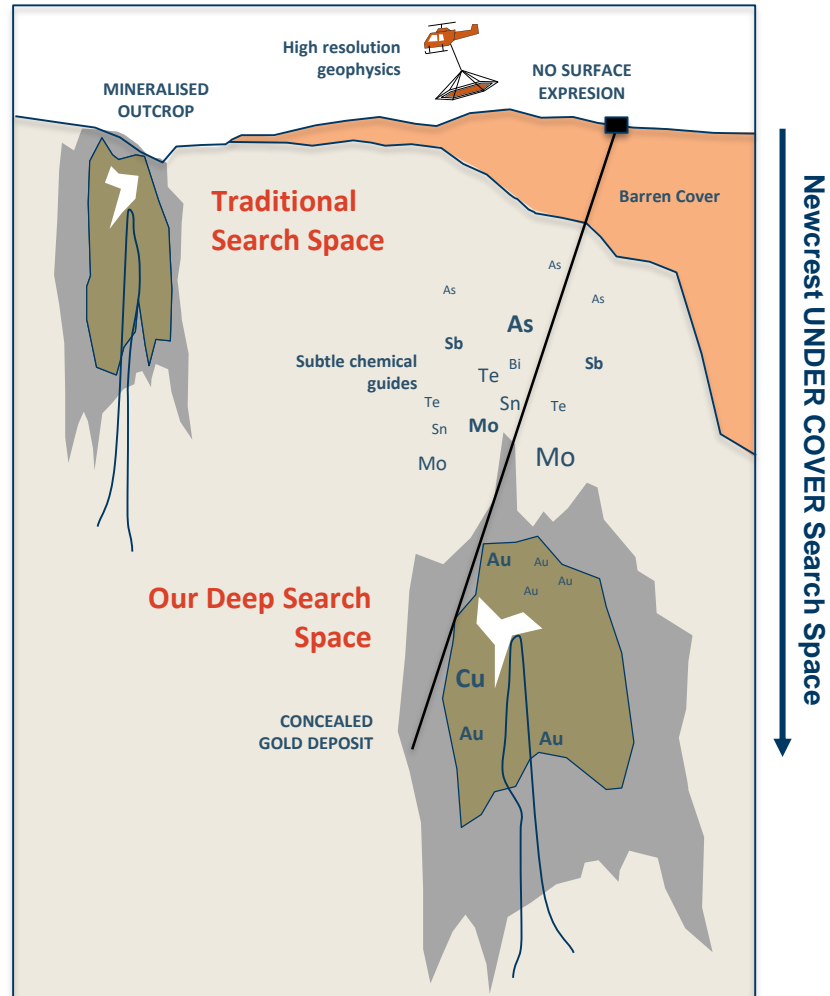 High resolution
geophysics
MINERALISED
OUTCROP
NO SURFACE
EXPRESION
Traditional
Search Space
Barren Cover
As
As
As
As
Sb
Sb
Subtle chemical
guides
Bi
Te
Te
Sn
Te
Sn
Mo
Mo
Mo
Our Deep Search
Space
Au
Au
Au
Au
Cu
Au
Au
CONCEALED
GOLD DEPOSIT
Newcrest UNDER COVER Search Space